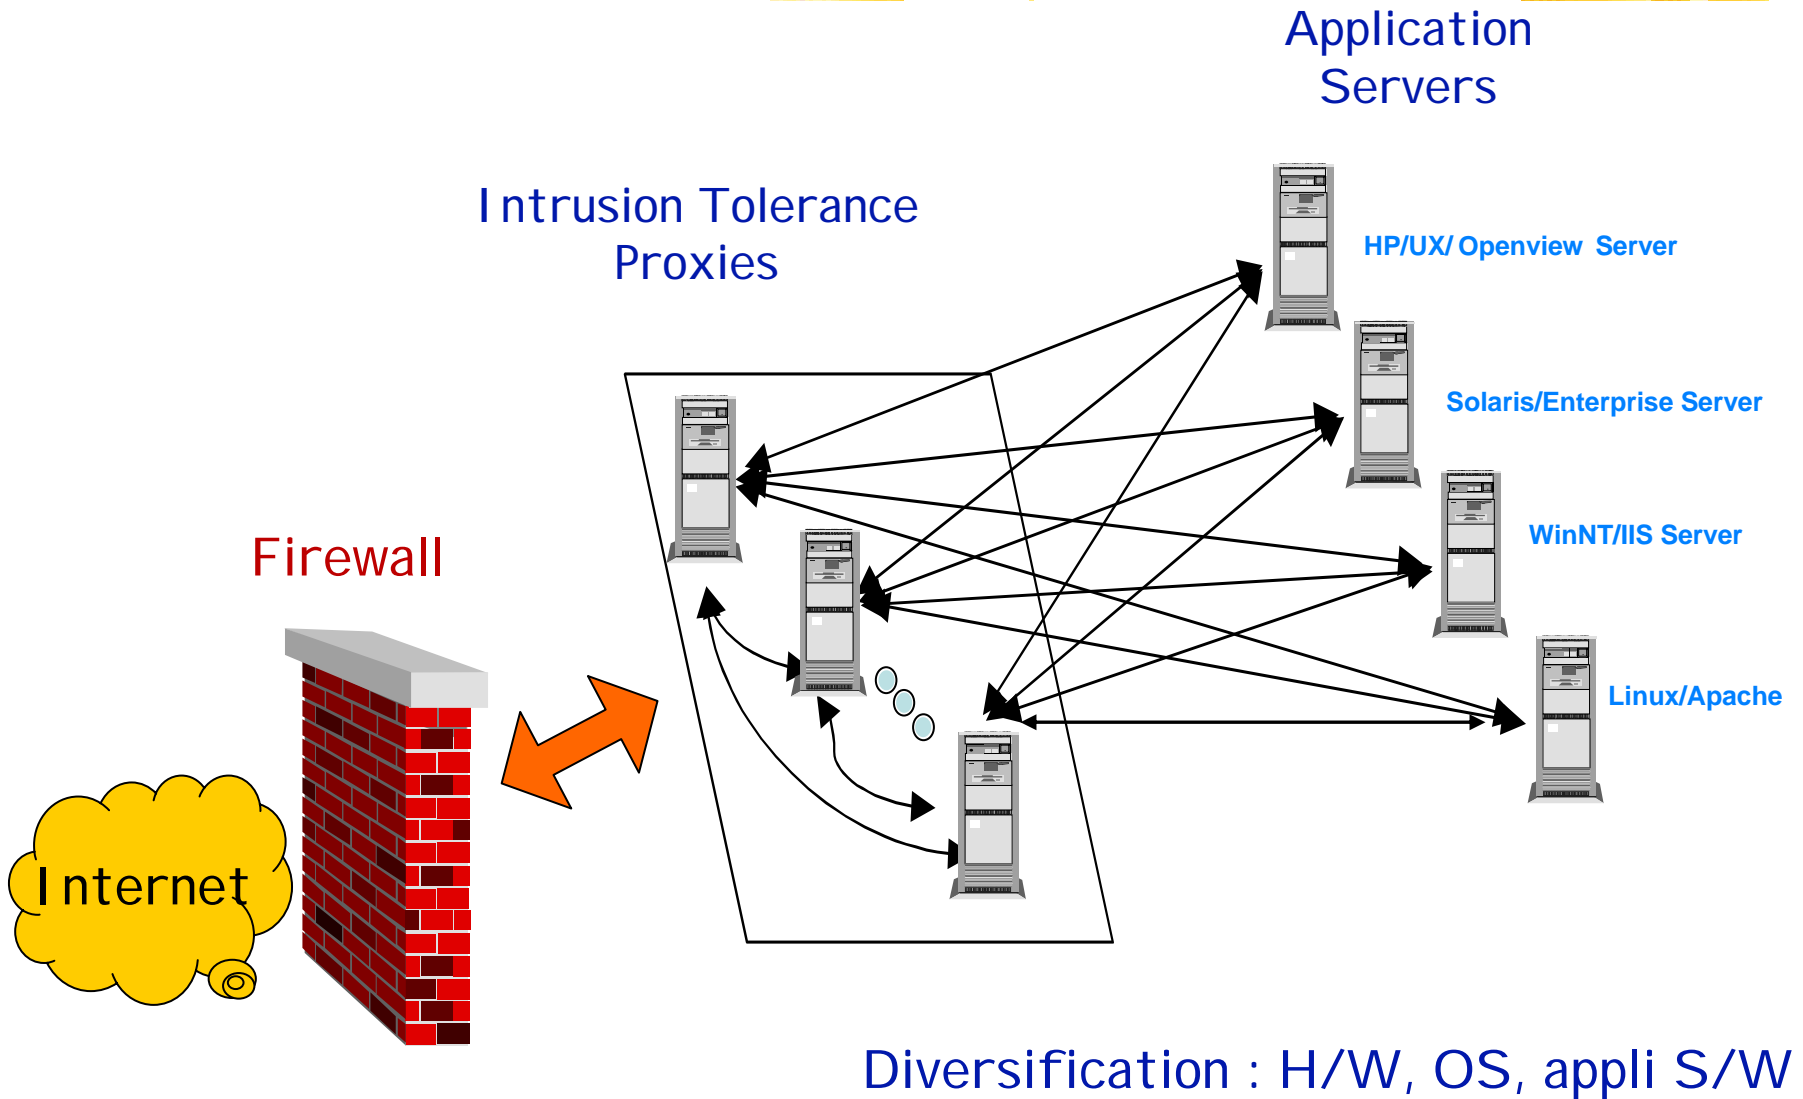 Application
Servers
Intrusion Tolerance
Proxies
HP/UX/ Openview Server
Solaris/Enterprise Server
WinNT/IIS Server
Firewall
Linux/Apache
Internet
Diversification : H/W, OS, appli S/W